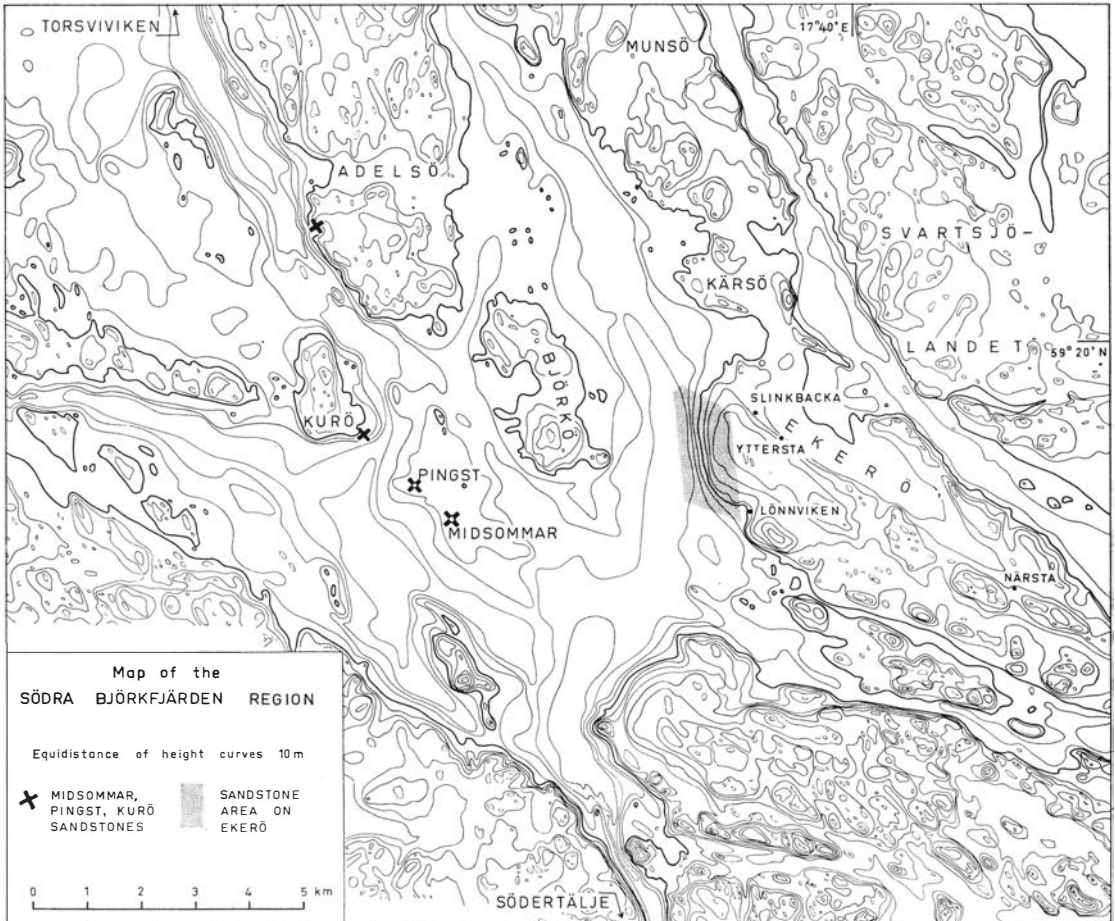 TORSVIVIKEN
MUNSÖ
17°40'E
ADELSÖ
SVARTSJÖ-
KÄRSÖ
LANDET
59°20'N
BJÖRKÖ
KURÖ
SLINKBACKA
EKERÖ
YTTERSTA
PINGST
LÖNNVIKEN
MIDSOMMAR
NÄRSTA
Map of the
SÖDRA BJÖRKFJÄRDEN REGION
Equidistance of height curves 10 m
MIDSOMMAR,
PINGST, KURÖ
SANDSTONES
SANDSTONE
AREA ON
EKERÖ
0 1 2 3 4 5 km
SÖDERTÄLJE